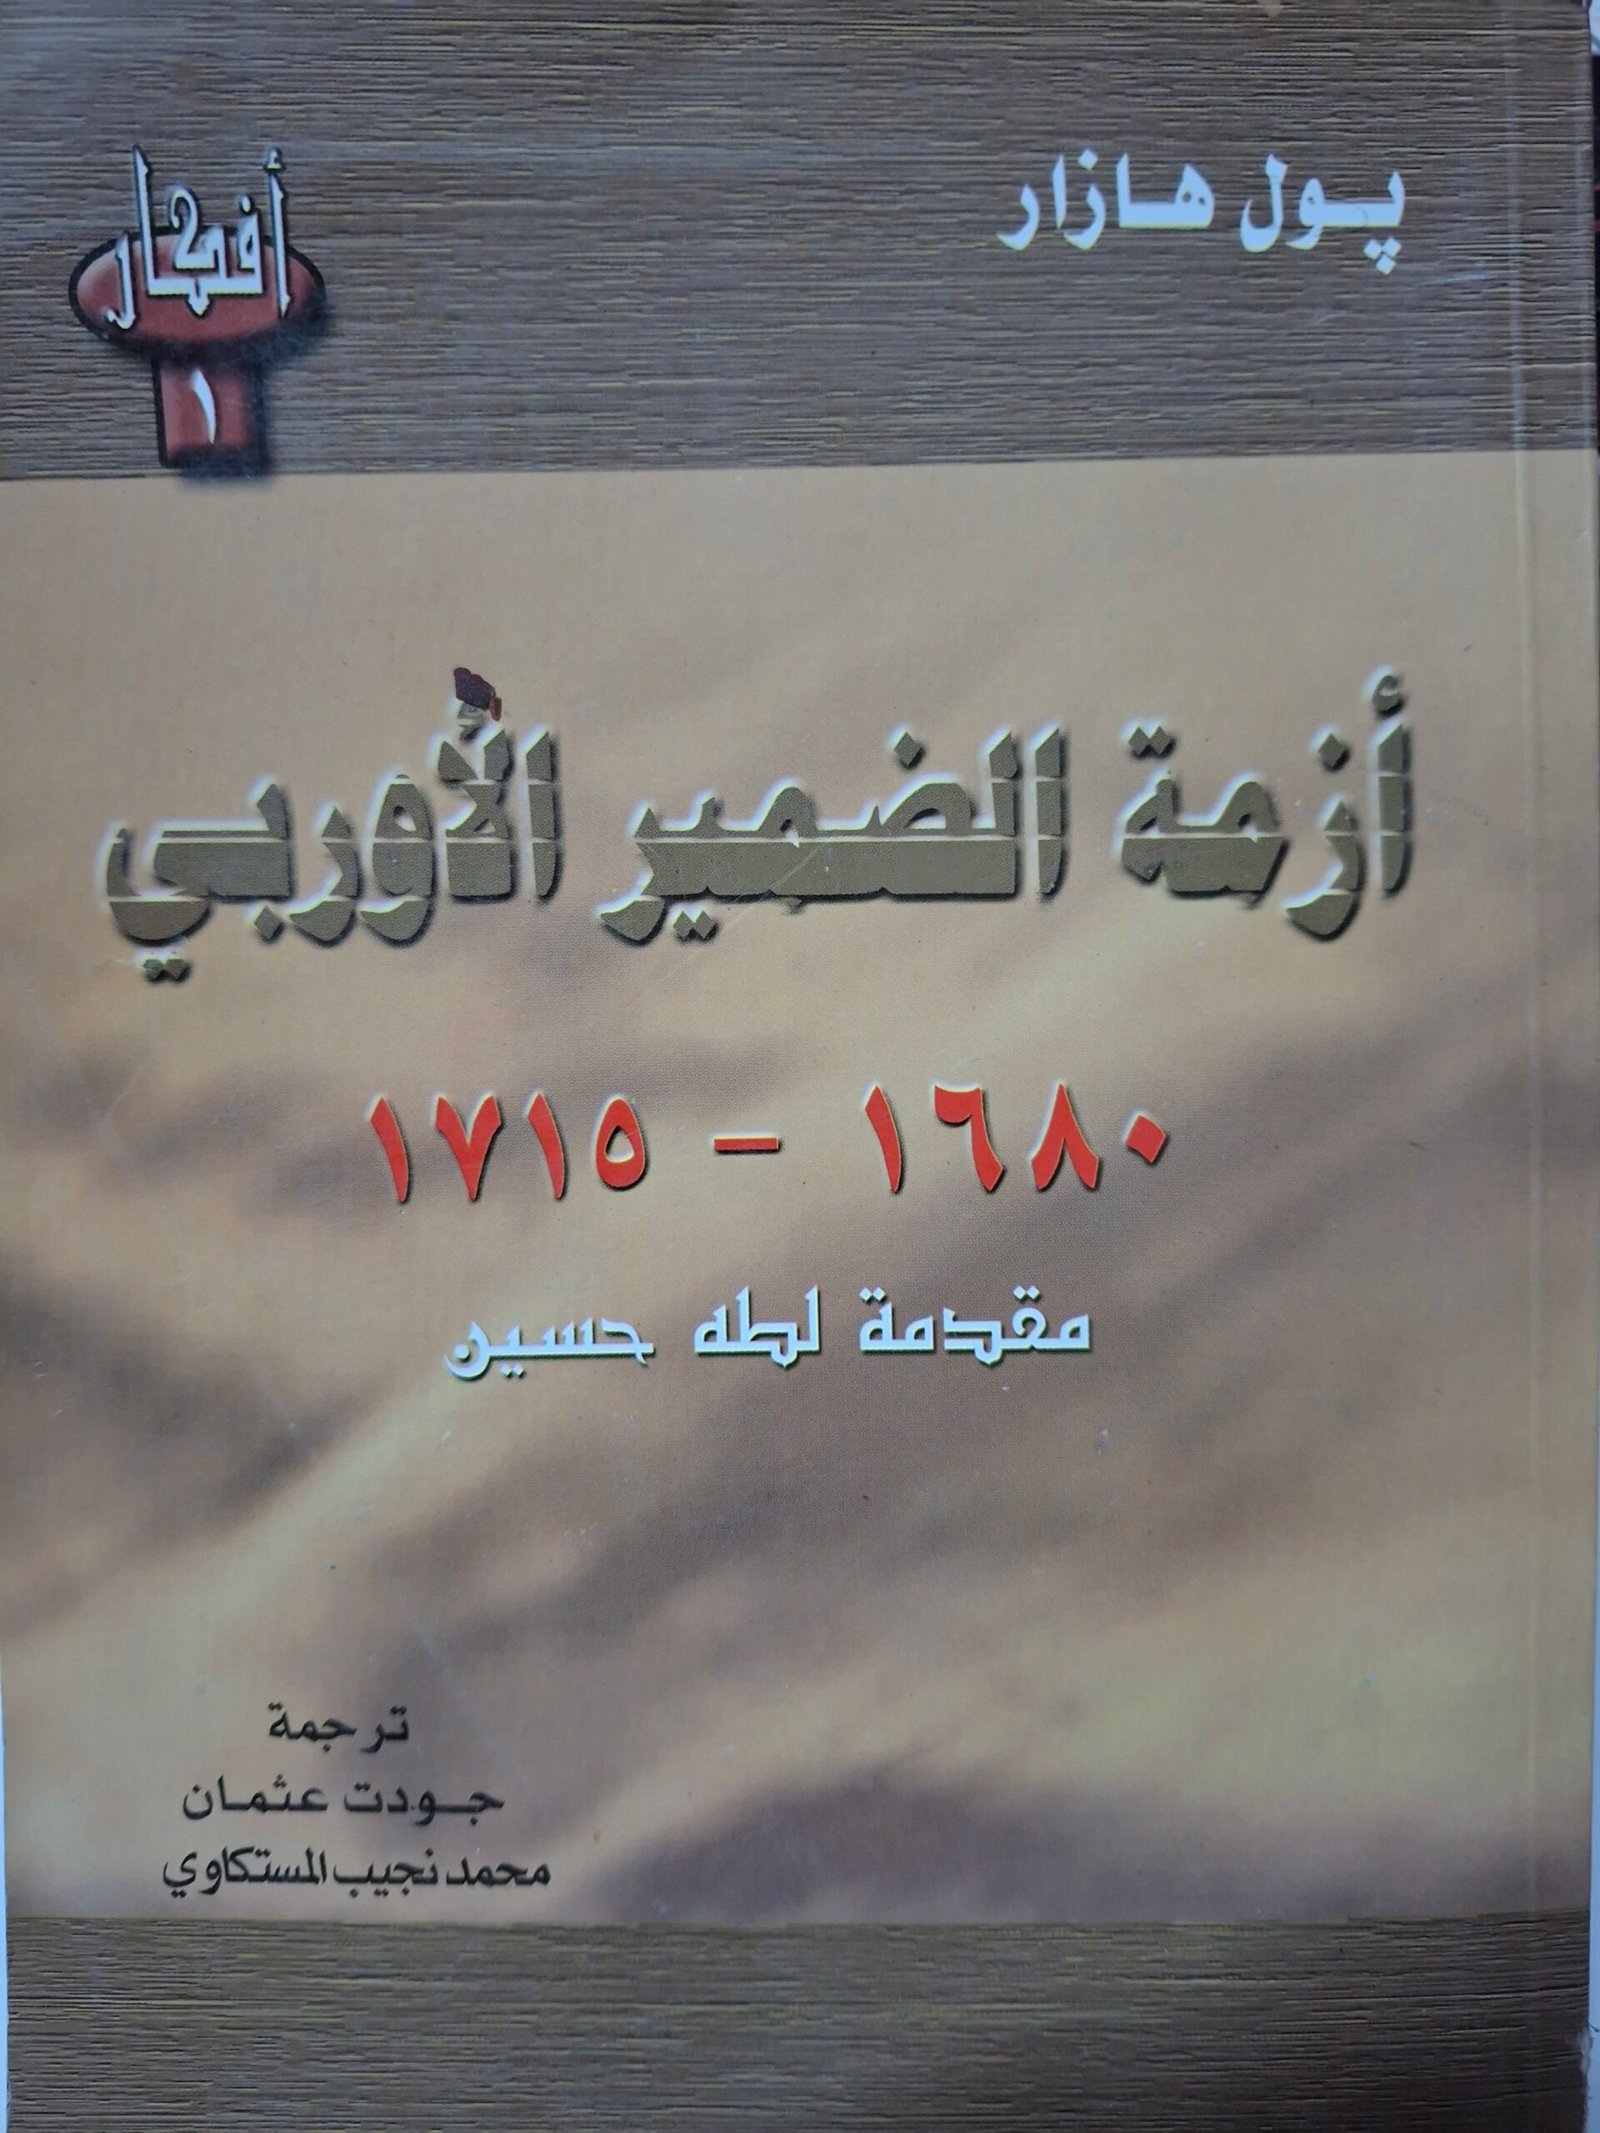 پول هازار
أفكار
١
أزمة الضمير الأوربي
١٦٨٠ - ١٧١٥
مقدمة لطه حسين
ترجمة
جودت عثمان
محمد نجيب المستكاوي